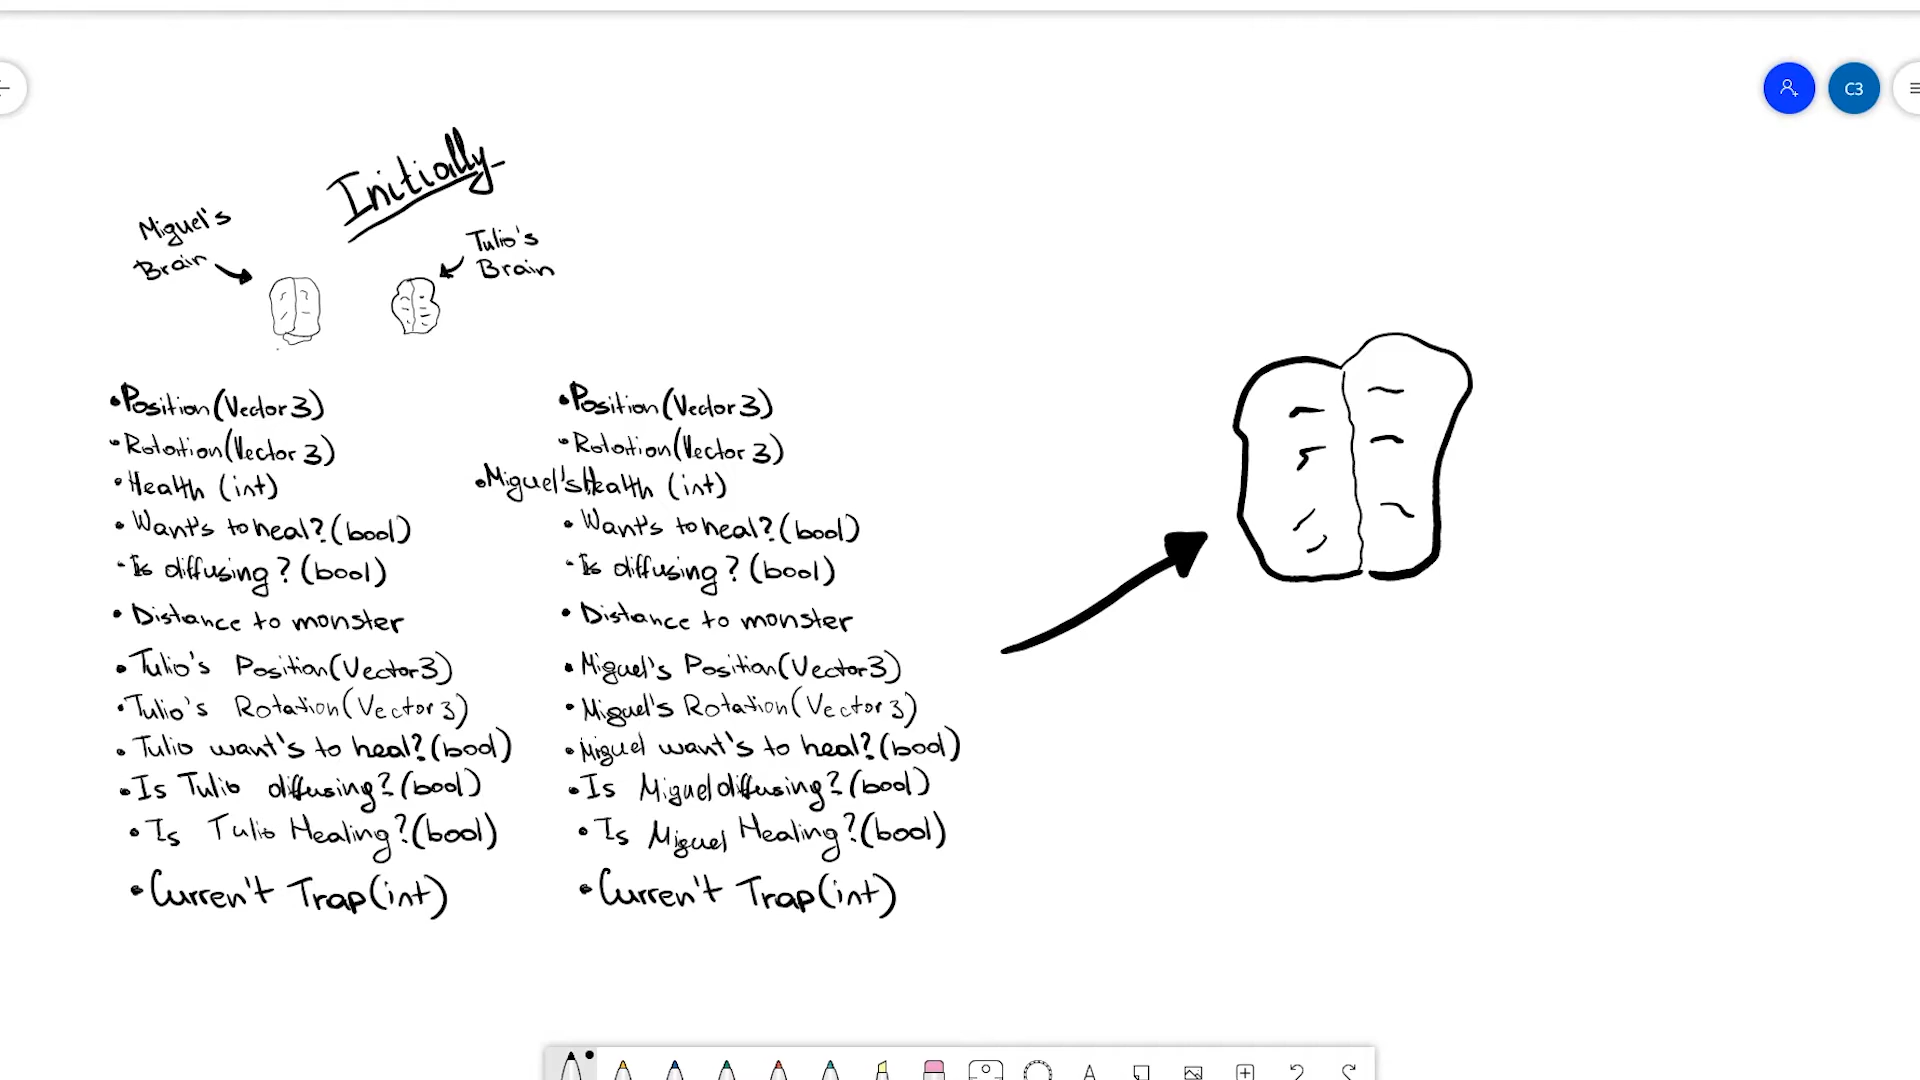 C3
Initially
Miguel's
Brain
Tulio's
Brain
•Position(Vector3)
•Rotation(Vector 3)
•Health (int)
•Want's to heal?(bool)
•Is diffusing?(bool)
•Distance to monster
•Tulio's Position(Vector3)
•Tulio's Rotation(Vector3)
•Tulio want's to heal?(bool)
•Is Tulio diffusing?(bool)
•Is Tulio Healing?(bool)
•Curren't Trap(int)
•Position(Vector3)
•Rotation(Vector 3)
•Miguel's Health (int)
•Want's to heal?(bool)
•Is diffusing?(bool)
•Distance to monster
•Miguel's Position(Vector3)
•Miguel's Rotation(Vector3)
•Miguel want's to heal?(bool)
•Is Miguel diffusing?(bool)
•Is Miguel Healing?(bool)
•Curren't Trap(int)